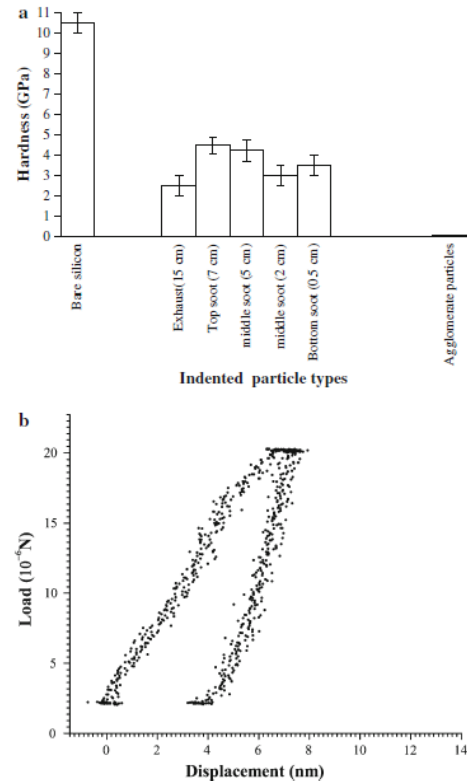 a
Hardness (GPa)
11
10
9
8
7
6
5
4
3
2
1
0
Bare silicon
Exhaust(15 cm)
Top soot (7 cm)
middle soot (5 cm)
middle soot (2 cm)
Bottom soot (0.5 cm)
Agglomerate particles
Indented particle types
b
Load (10⁻⁶N)
20
15
10
5
0
0 2 4 6 8 10 12 14
Displacement (nm)